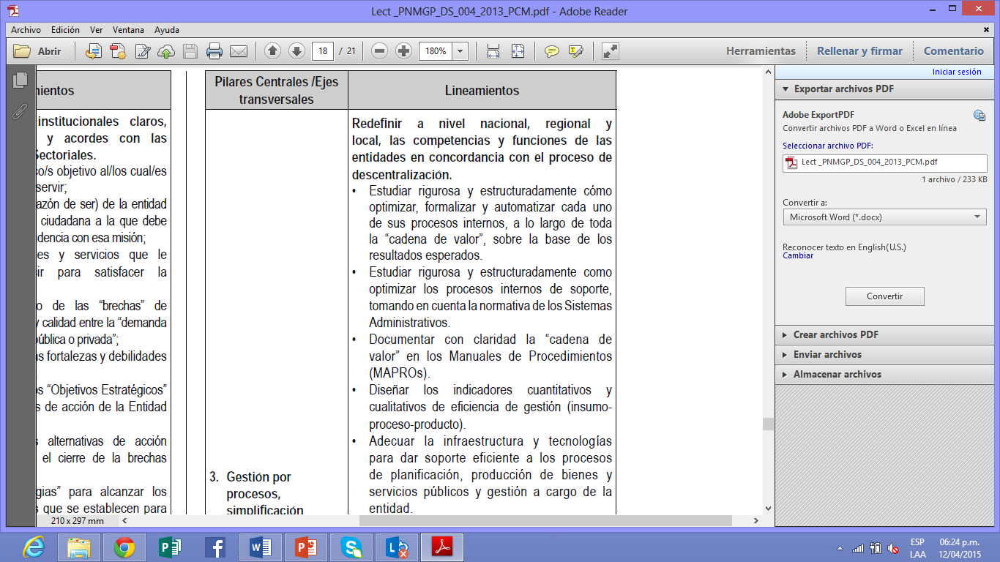 Lect _PNMGP_DS_004_2013_PCM.pdf - Adobe Reader
Archivo Edición Ver Ventana Ayuda
Abrir
18 / 21
180%
Herramientas
Rellenar y firmar
Comentario
mientos
institucionales claros,
y acordes con las
Sectoriales.
co/s objetivo al/los cual/es
servir;
azón de ser) de la entidad
ciudadana a la que debe
ndencia con esa misión;
es y servicios que le
cir para satisfacer la
o de las “brechas” de
y calidad entre la “demanda
pública o privada”;
as fortalezas y debilidades
os “Objetivos Estratégicos”
s de acción de la Entidad
s alternativas de acción
el cierre de la brechas
gias” para alcanzar los
s que se establecen para
Pilares Centrales /Ejes
transversales
3. Gestión por
procesos,
simplificación
Lineamientos
Redefinir a nivel nacional, regional y
local, las competencias y funciones de las
entidades en concordancia con el proceso de
descentralización.
• Estudiar rigurosa y estructuradamente cómo
optimizar, formalizar y automatizar cada uno
de sus procesos internos, a lo largo de toda
la “cadena de valor”, sobre la base de los
resultados esperados.
• Estudiar rigurosa y estructuradamente como
optimizar los procesos internos de soporte,
tomando en cuenta la normativa de los Sistemas
Administrativos.
• Documentar con claridad la “cadena de
valor” en los Manuales de Procedimientos
(MAPROs).
• Diseñar los indicadores cuantitativos y
cualitativos de eficiencia de gestión (insumo-
proceso-producto).
• Adecuar la infraestructura y tecnologías
para dar soporte eficiente a los procesos
de planificación, producción de bienes y
servicios públicos y gestión a cargo de la
entidad.
210 x 297 mm
Iniciar sesión
Exportar archivos PDF
Adobe ExportPDF
Convertir archivos PDF a Word o Excel en línea
Seleccionar archivo PDF:
Lect _PNMGP_DS_004_2013_PCM.pdf
1 archivo / 233 KB
Convertir a:
Microsoft Word (*.docx)
Reconocer texto en English(U.S.)
Cambiar
Convertir
Crear archivos PDF
Enviar archivos
Almacenar archivos
ESP
LAA
06:24 p.m.
12/04/2015